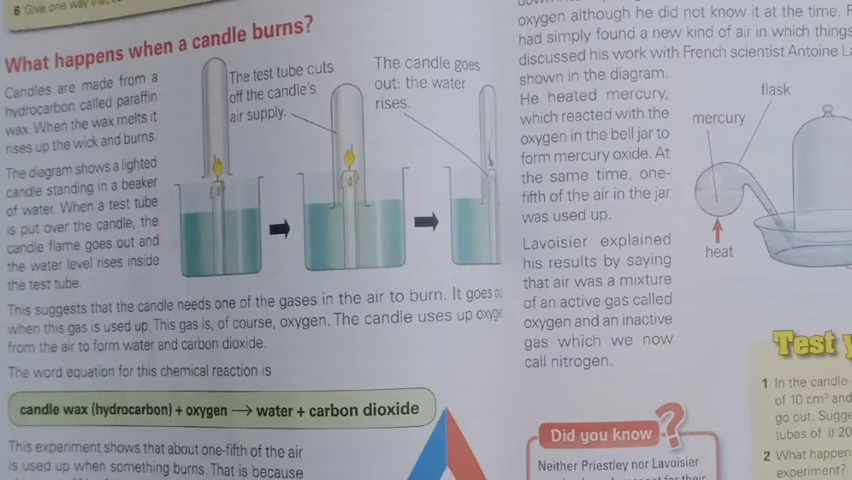 6 Give one way that
What happens when a candle burns?
Candles are made from a
hydrocarbon called paraffin
wax. When the wax melts it
rises up the wick and burns.
The diagram shows a lighted
candle standing in a beaker
of water. When a test tube
is put over the candle, the
candle flame goes out and
the water level rises inside
the test tube.
The test tube cuts
off the candle's
air supply.
The candle goes
out: the water
rises.
This suggests that the candle needs one of the gases in the air to burn. It goes
when this gas is used up. This gas is, of course, oxygen. The candle uses up
from the air to form water and carbon dioxide.
The word equation for this chemical reaction is
candle wax (hydrocarbon) + oxygen → water + carbon dioxide
This experiment shows that about one-fifth of the air
is used up when something burns. That is because
oxygen although he did not know it at the time.
had simply found a new kind of air in which things
discussed his work with French scientist Antoine
shown in the diagram.
He heated mercury,
which reacted with the
oxygen in the bell jar to
form mercury oxide. At
the same time, one-
fifth of the air in the jar
was used up.
Lavoisier explained
his results by saying
that air was a mixture
of an active gas called
oxygen and an inactive
gas which we now
call nitrogen.
flask
mercury
heat
Did you know ?
Neither Priestley nor Lavoisier
Test
1 In the candle
of 10 cm³ and
go out.
tubes of i) 20
2 What happen
experiment?